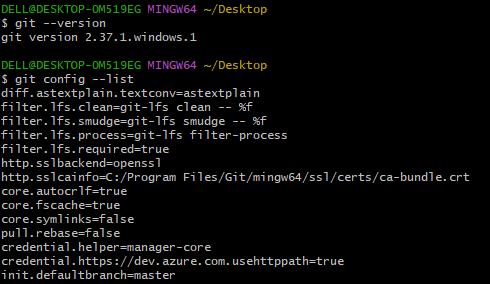 DELL@DESKTOP-OM519EG MINGW64 ~/Desktop
$ git --version
git version 2.37.1.windows.1
DELL@DESKTOP-OM519EG MINGW64 ~/Desktop
$ git config --list
diff.astextplain.textconv=astextplain
filter.lfs.clean=git-lfs clean -- %f
filter.lfs.smudge=git-lfs smudge -- %f
filter.lfs.process=git-lfs filter-process
filter.lfs.required=true
http.sslbackend=openssl
http.sslcainfo=C:/Program Files/Git/mingw64/ssl/certs/ca-bundle.crt
core.autocrlf=true
core.fscache=true
core.symlinks=false
pull.rebase=false
credential.helper=manager-core
credential.https://dev.azure.com.usehttppath=true
init.defaultbranch=master